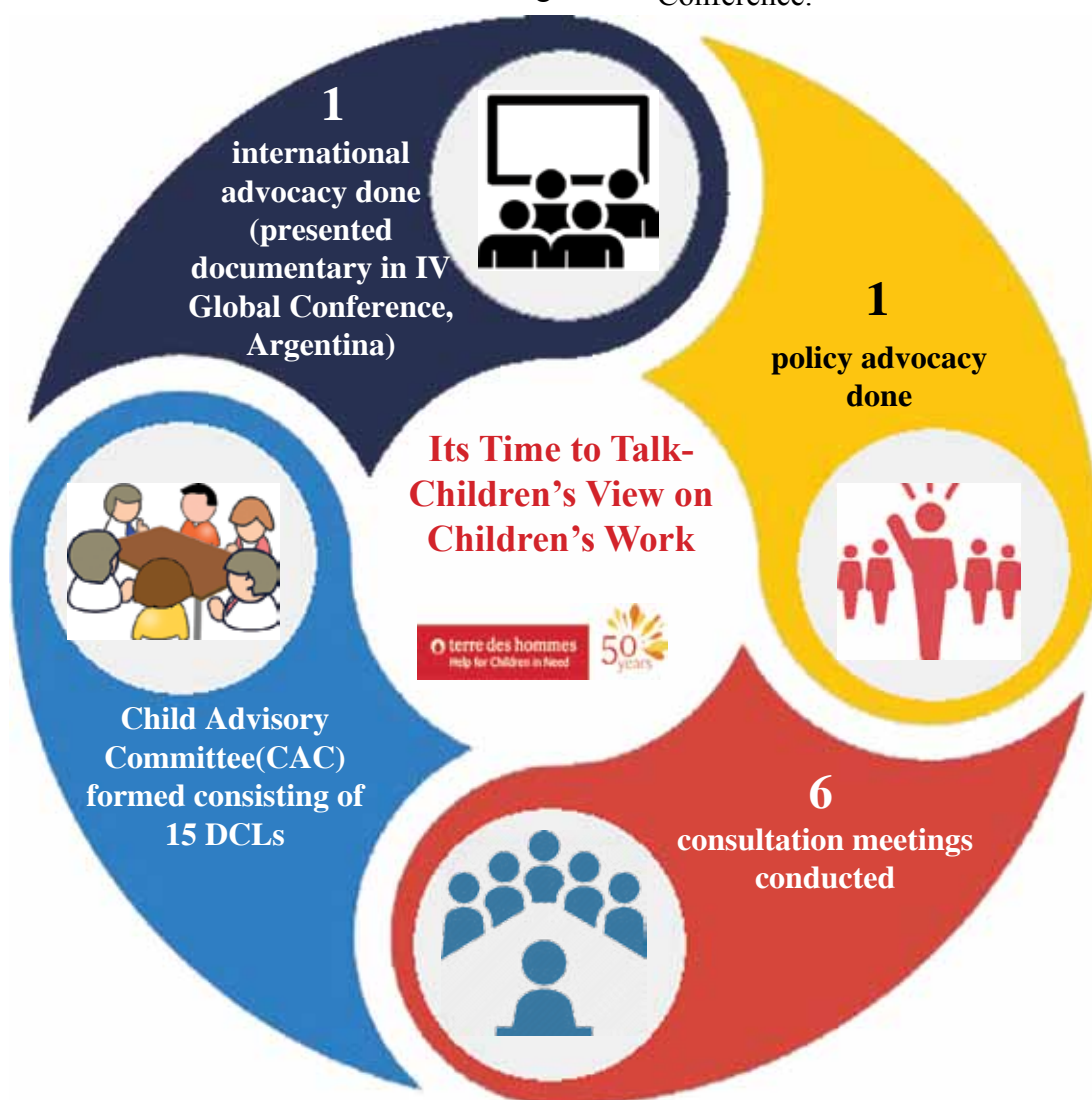 Conference.
1
international
advocacy done
(presented
documentary in IV
Global Conference,
Argentina)
1
policy advocacy
done
Its Time to Talk-
Children’s View on
Children’s Work
terre des hommes
Help for Children in Need
50
years
Child Advisory
Committee(CAC)
formed consisting of
15 DCLs
6
consultation meetings
conducted